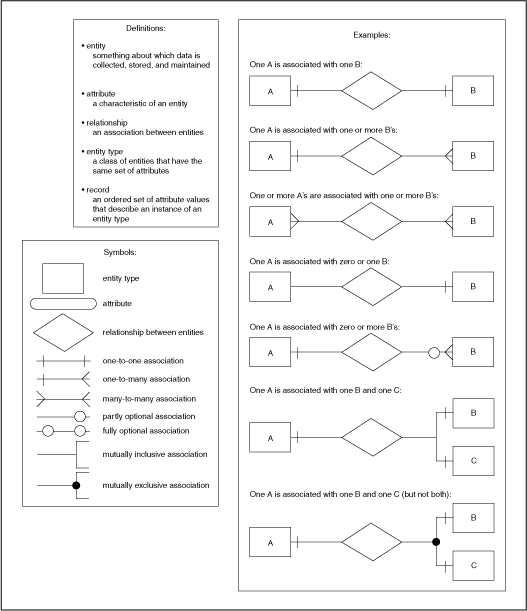 Definitions:
• entity
something about which data is
collected, stored, and maintained
• attribute
a characteristic of an entity
• relationship
an association between entities
• entity type
a class of entities that have the
same set of attributes
• record
an ordered set of attribute values
that describe an instance of an
entity type
Symbols:
entity type
attribute
relationship between entities
one-to-one association
one-to-many association
many-to-many association
partly optional association
fully optional association
mutually inclusive association
mutually exclusive association
Examples:
One A is associated with one B:
A B
One A is associated with one or more B's:
A B
One or more A's are associated with one or more B's:
A B
One A is associated with zero or one B:
A B
One A is associated with zero or more B's:
A B
One A is associated with one B and one C:
B
A
C
One A is associated with one B and one C (but not both):
B
A
C